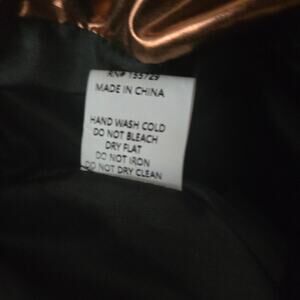 RN# 155729
MADE IN CHINA
HAND WASH COLD
DO NOT BLEACH
DRY FLAT
DO NOT IRON
DO NOT DRY CLEAN